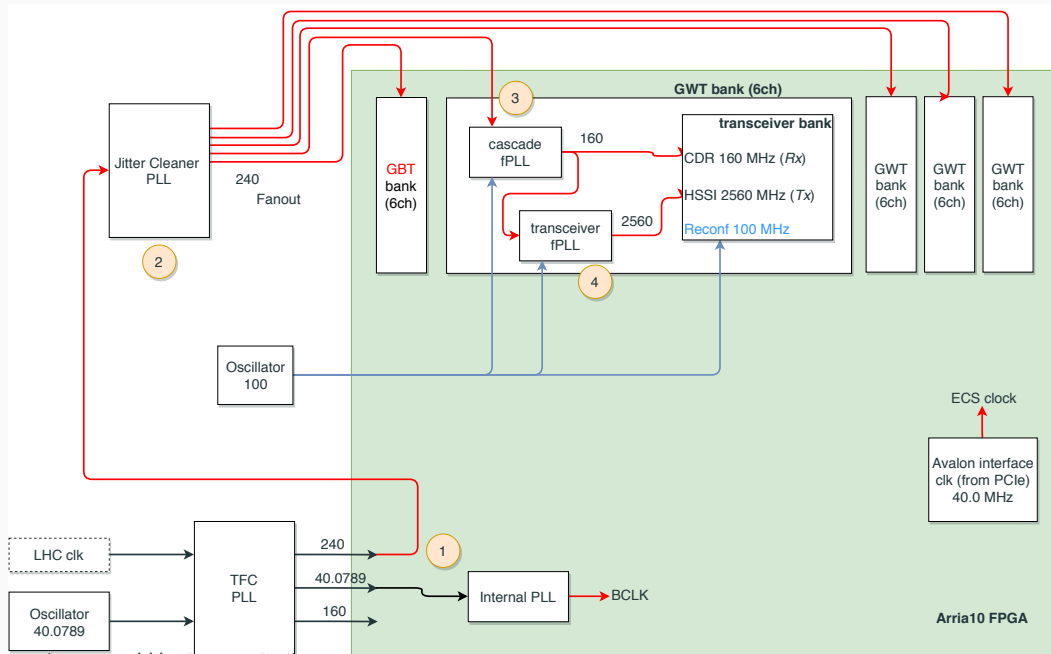 GWT bank (6ch)
3
transceiver bank
Jitter Cleaner
PLL
cascade
fPLL
160
CDR 160 MHz (Rx)
GBT
bank
(6ch)
GWT
bank
(6ch)
GWT
bank
(6ch)
GWT
bank
(6ch)
240
Fanout
HSSI 2560 MHz (Tx)
transceiver
fPLL
2560
Reconf 100 MHz
2
4
Oscillator
100
ECS clock
Avalon interface
clk (from PCIe)
40.0 MHz
LHC clk
TFC
PLL
240
1
40.0789
160
Internal PLL
BCLK
Oscillator
40.0789
Arria10 FPGA